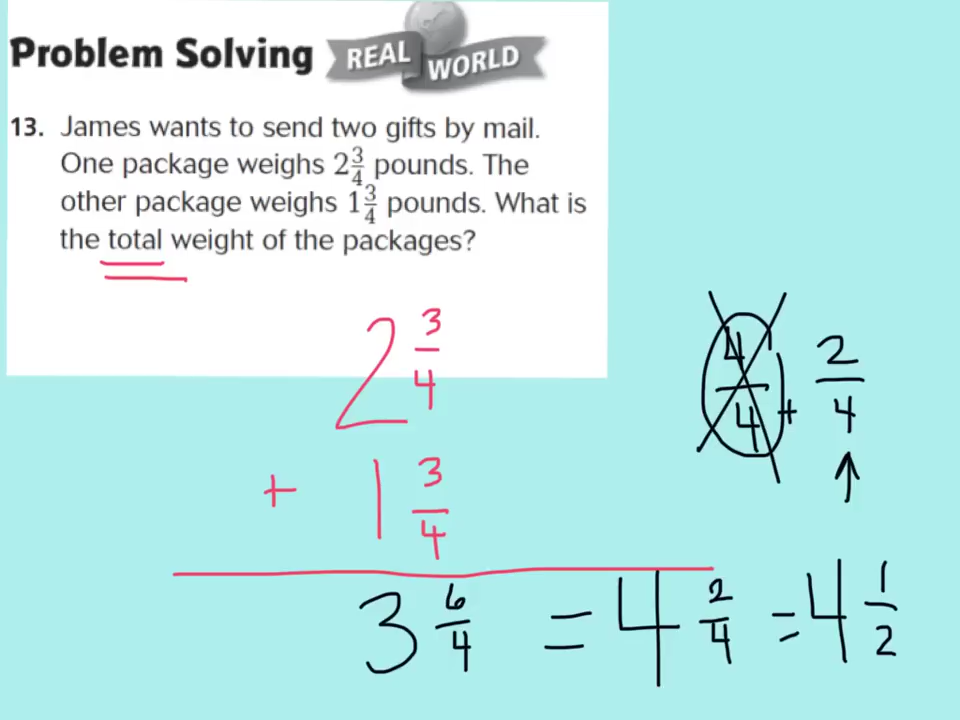 Problem Solving REAL WORLD
13. James wants to send two gifts by mail.
One package weighs 2 3/4 pounds. The
other package weighs 1 3/4 pounds. What is
the total weight of the packages?
2 3/4
+ 1 3/4
4/4 + 2/4
3 6/4 = 4 2/4 = 4 1/2